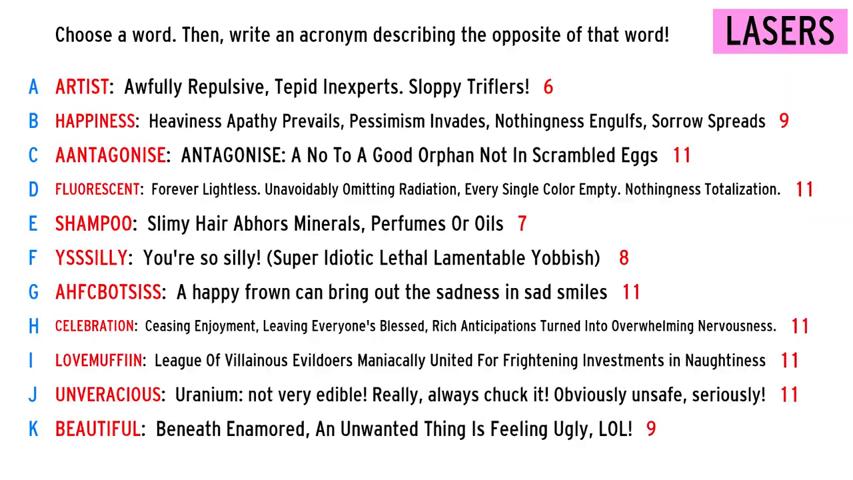 Choose a word. Then, write an acronym describing the opposite of that word!
LASERS
A ARTIST: Awfully Repulsive, Tepid Inexperts. Sloppy Triflers! 6
B HAPPINESS: Heaviness Apathy Prevails, Pessimism Invades, Nothingness Engulfs, Sorrow Spreads 9
C AANTAGONISE: ANTAGONISE: A No To A Good Orphan Not In Scrambled Eggs 11
D FLUORESCENT: Forever Lightless. Unavoidably Omitting Radiation, Every Single Color Empty. Nothingness Totalization. 11
E SHAMPOO: Slimy Hair Abhors Minerals, Perfumes Or Oils 7
F YSSSILLY: You're so silly! (Super Idiotic Lethal Lamentable Yobbish) 8
G AHFCBOTSISS: A happy frown can bring out the sadness in sad smiles 11
H CELEBRATION: Ceasing Enjoyment, Leaving Everyone's Blessed, Rich Anticipations Turned Into Overwhelming Nervousness. 11
I LOVEMUFFIIN: League Of Villainous Evildoers Maniacally United For Frightening Investments in Naughtiness 11
J UNVERACIOUS: Uranium: not very edible! Really, always chuck it! Obviously unsafe, seriously! 11
K BEAUTIFUL: Beneath Enamored, An Unwanted Thing Is Feeling Ugly, LOL! 9